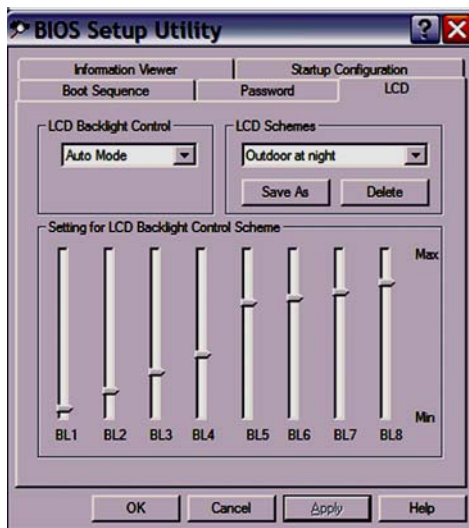 BIOS Setup Utility
Information Viewer
Startup Configuration
Boot Sequence
Password
LCD
LCD Backlight Control
Auto Mode
LCD Schemes
Outdoor at night
Save As
Delete
Setting for LCD Backlight Control Scheme
Max
Min
BL1 BL2 BL3 BL4 BL5 BL6 BL7 BL8
OK
Cancel
Apply
Help